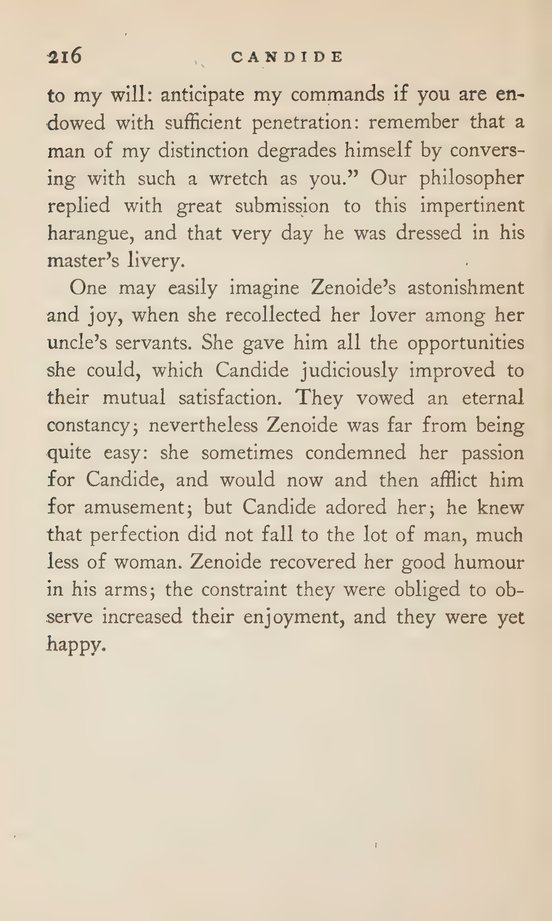 216 CANDIDE
to my will: anticipate my commands if you are en-
dowed with sufficient penetration: remember that a
man of my distinction degrades himself by convers-
ing with such a wretch as you.” Our philosopher
replied with great submission to this impertinent
harangue, and that very day he was dressed in his
master’s livery.
One may easily imagine Zenoide’s astonishment
and joy, when she recollected her lover among her
uncle’s servants. She gave him all the opportunities
she could, which Candide judiciously improved to
their mutual satisfaction. They vowed an eternal
constancy; nevertheless Zenoide was far from being
quite easy: she sometimes condemned her passion
for Candide, and would now and then afflict him
for amusement; but Candide adored her; he knew
that perfection did not fall to the lot of man, much
less of woman. Zenoide recovered her good humour
in his arms; the constraint they were obliged to ob-
serve increased their enjoyment, and they were yet
happy.